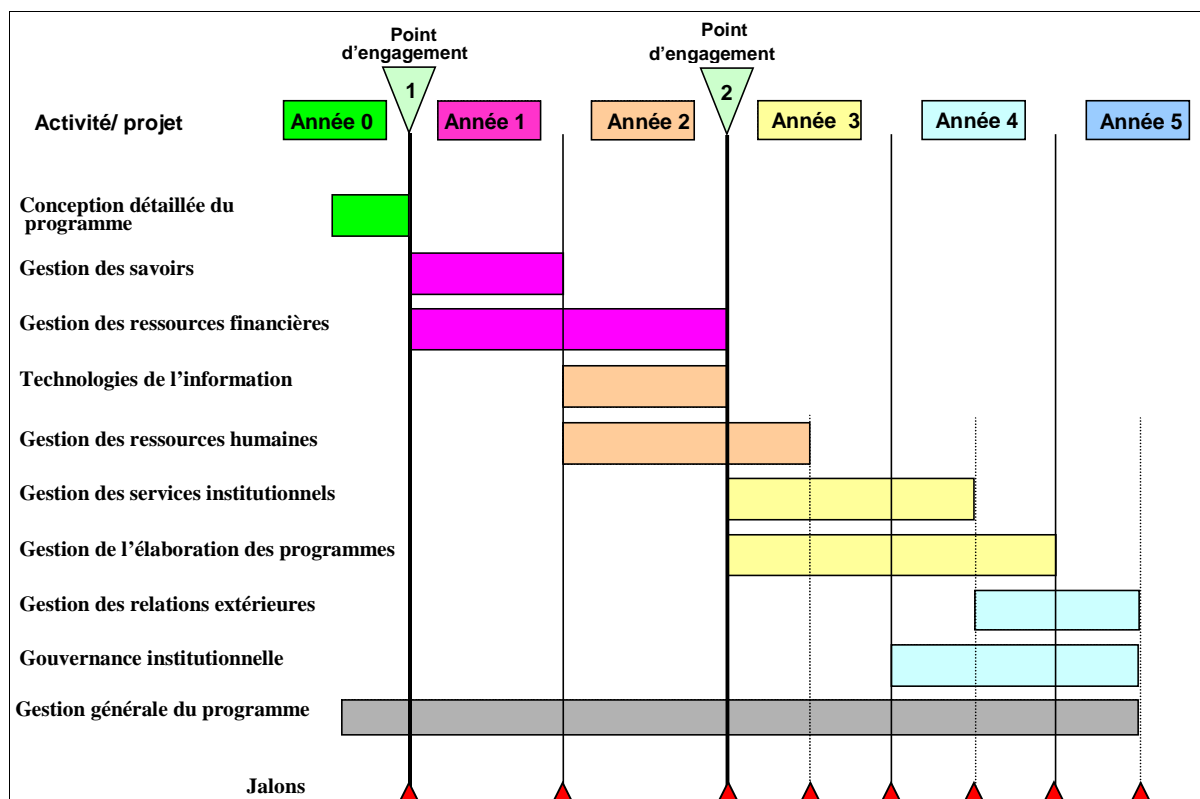 Point
d'engagement
Point
d'engagement
1
2
Activité/ projet
Année 0
Année 1
Année 2
Année 3
Année 4
Année 5
Conception détaillée du
programme
Gestion des savoirs
Gestion des ressources financières
Technologies de l'information
Gestion des ressources humaines
Gestion des services institutionnels
Gestion de l'élaboration des programmes
Gestion des relations extérieures
Gouvernance institutionnelle
Gestion générale du programme
Jalons